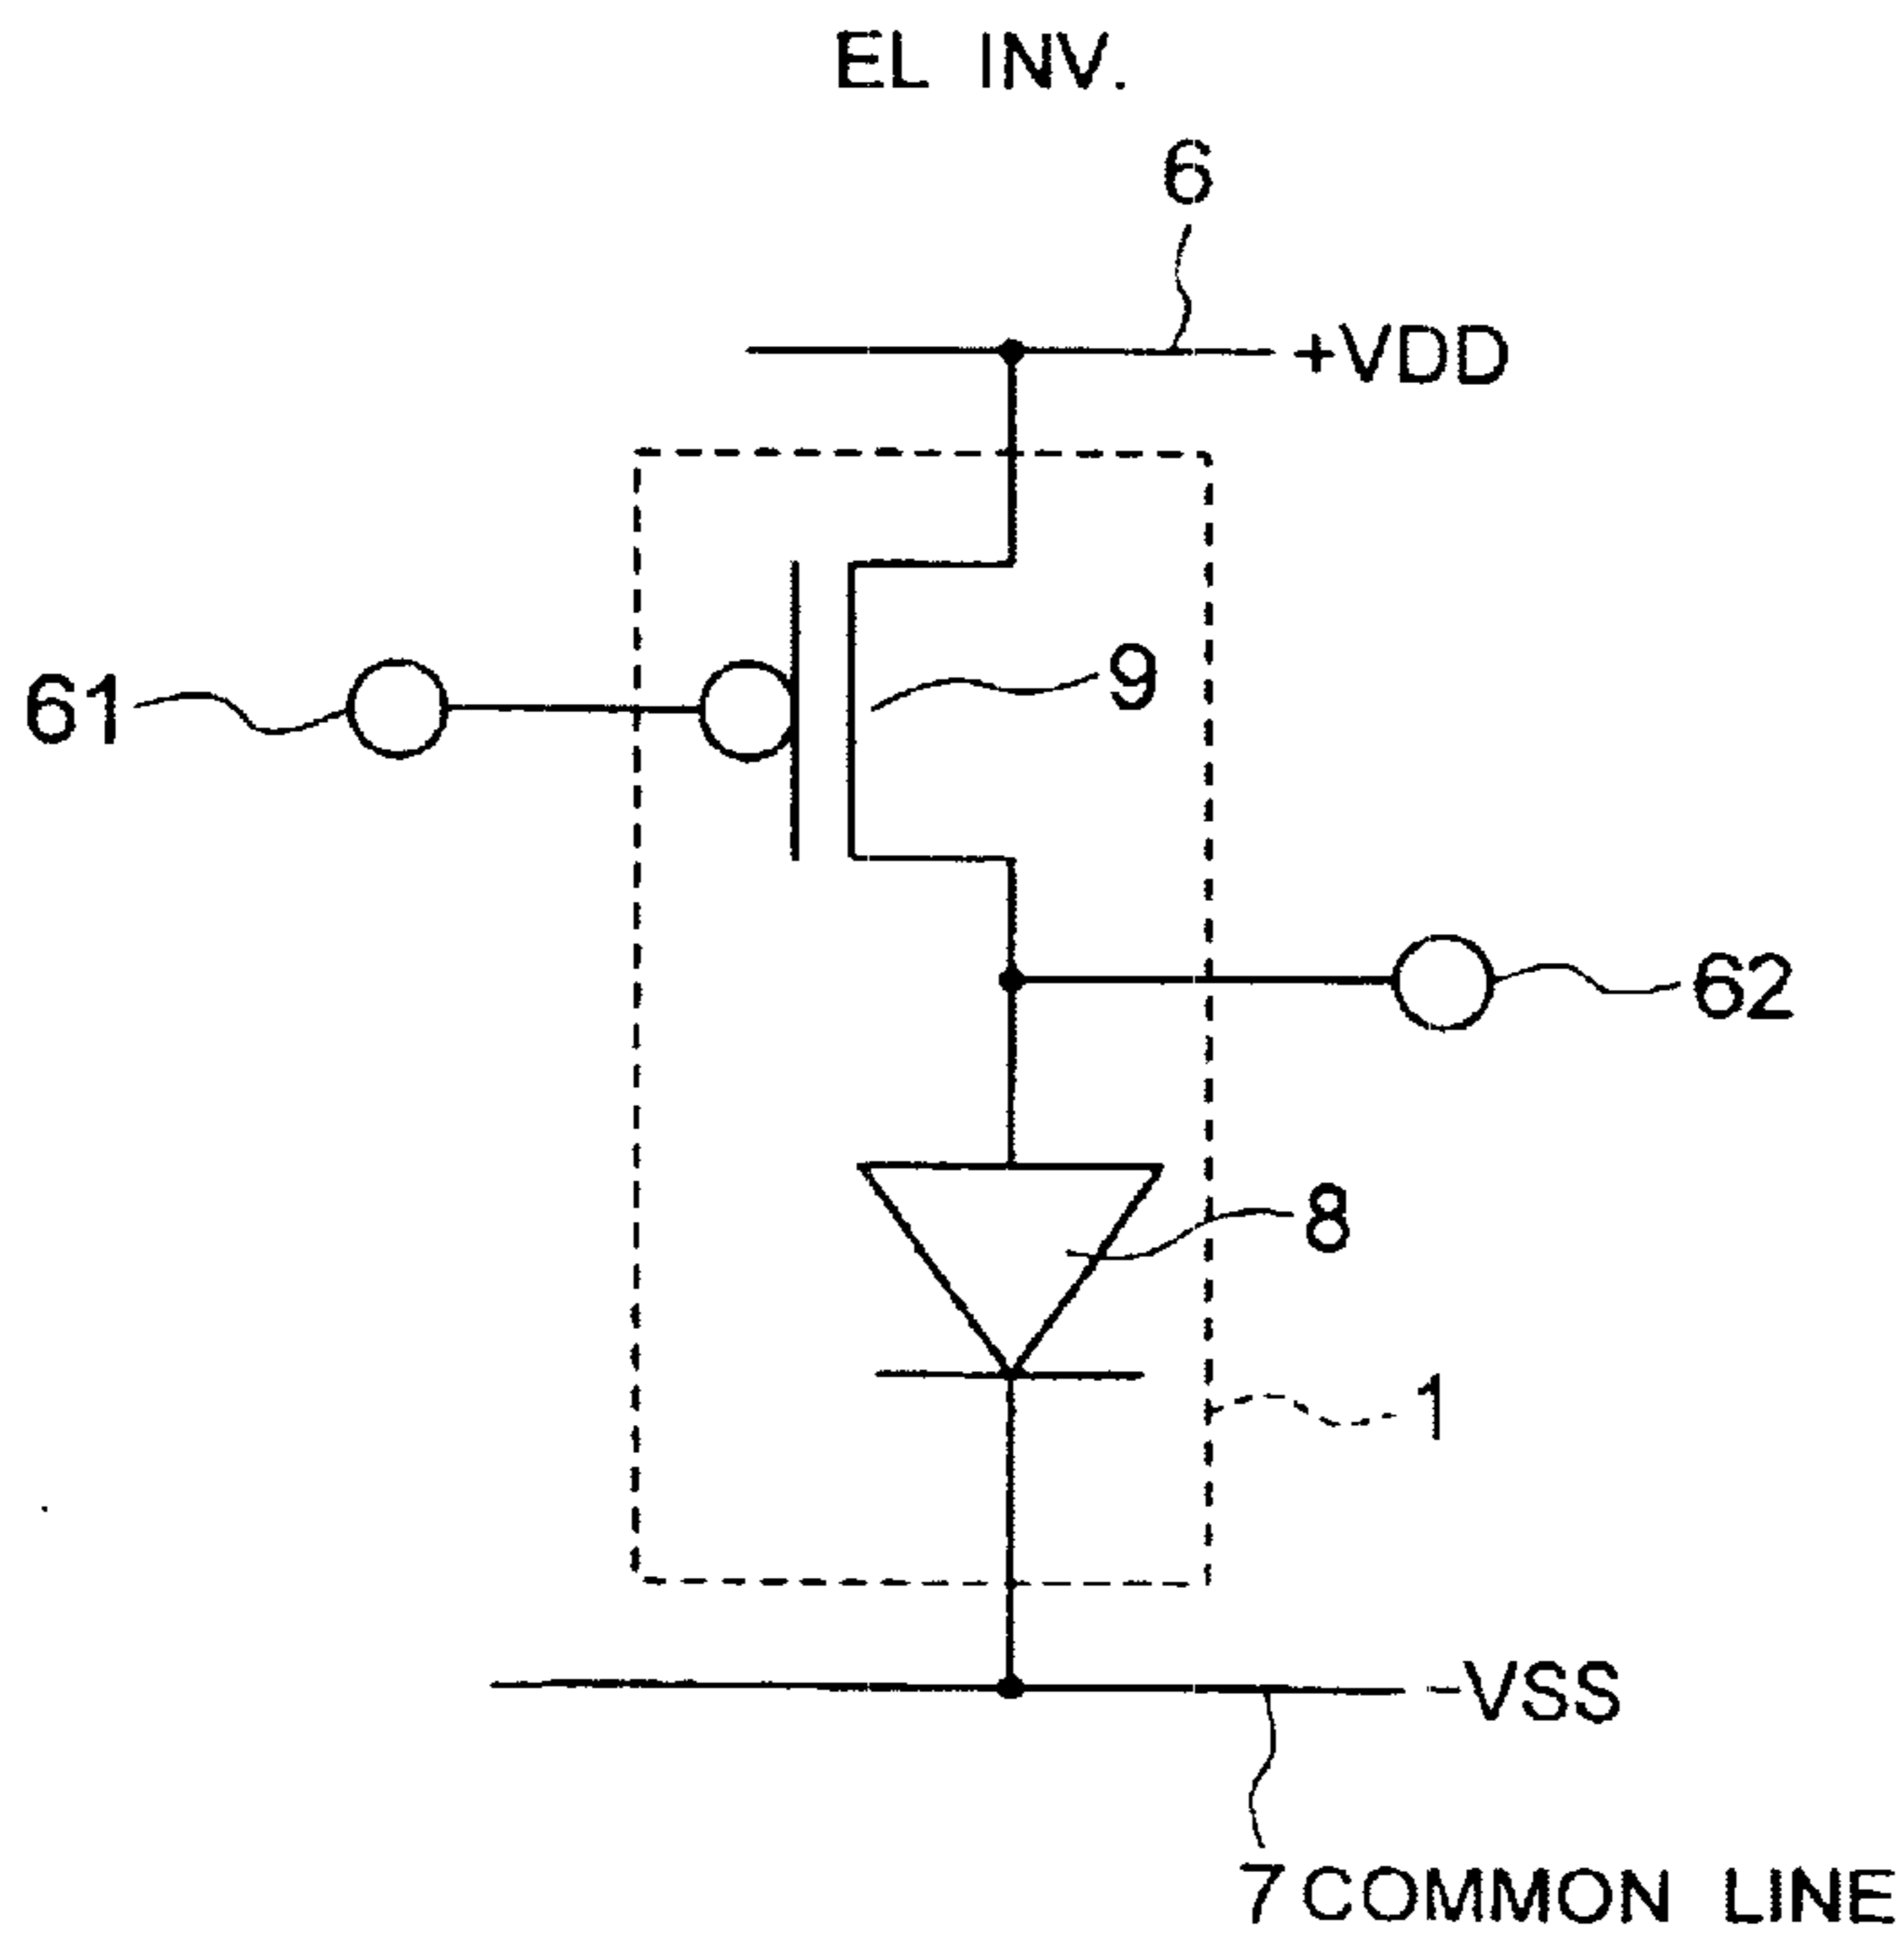 EL INV.
6
+VDD
61
9
62
8
1
-VSS
7 COMMON LINE